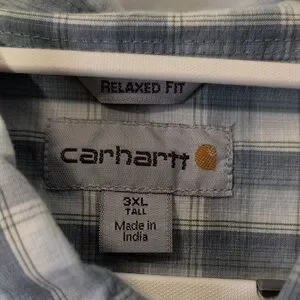 RELAXED FIT
carhartt
3XL
TALL
Made in
India